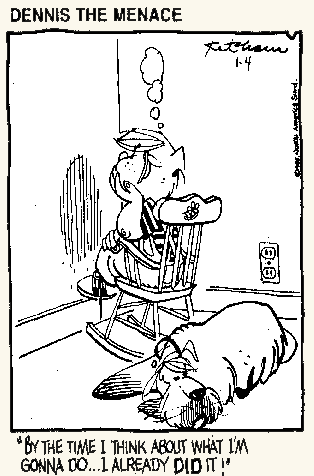 DENNIS THE MENACE
Ketcham
1-4
"BY THE TIME I THINK ABOUT WHAT I'M
GONNA DO... I ALREADY DID IT!"